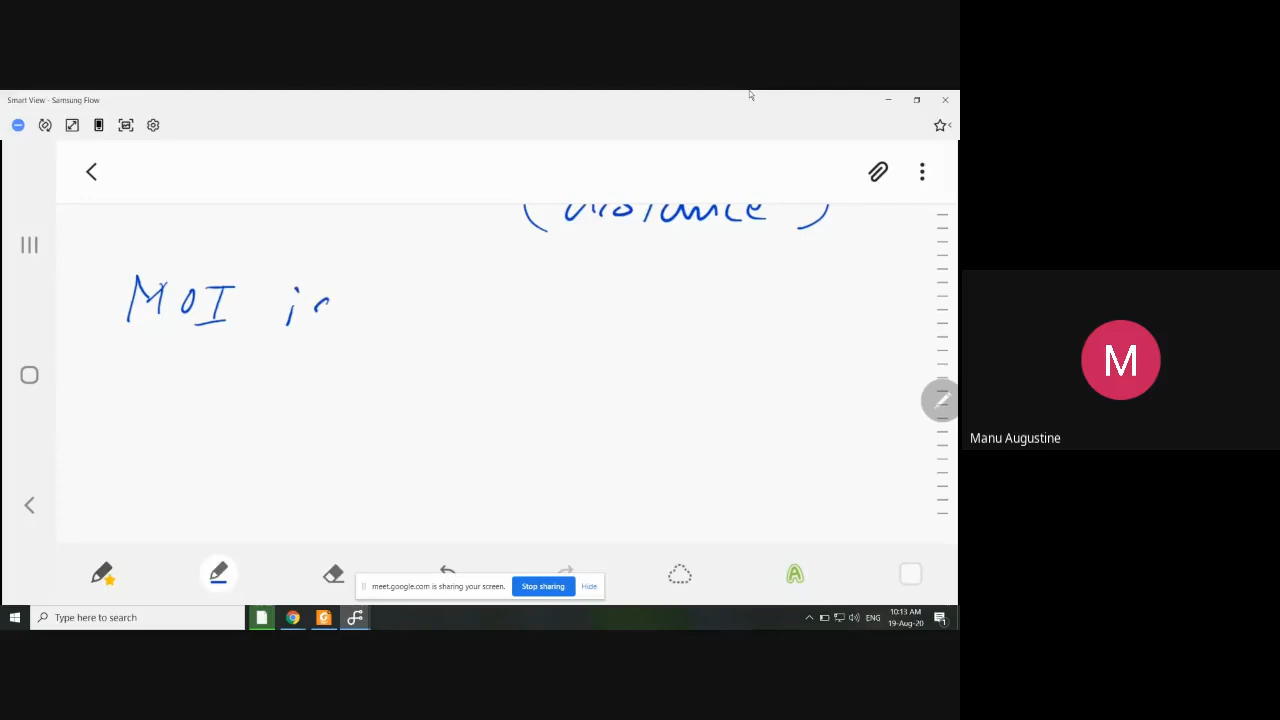 Smart View - Samsung Flow
(distance)
MOI is
M
Manu Augustine
meet.google.com is sharing your screen. Stop sharing Hide
Type here to search
ENG
10:13 AM
19-Aug-20
1